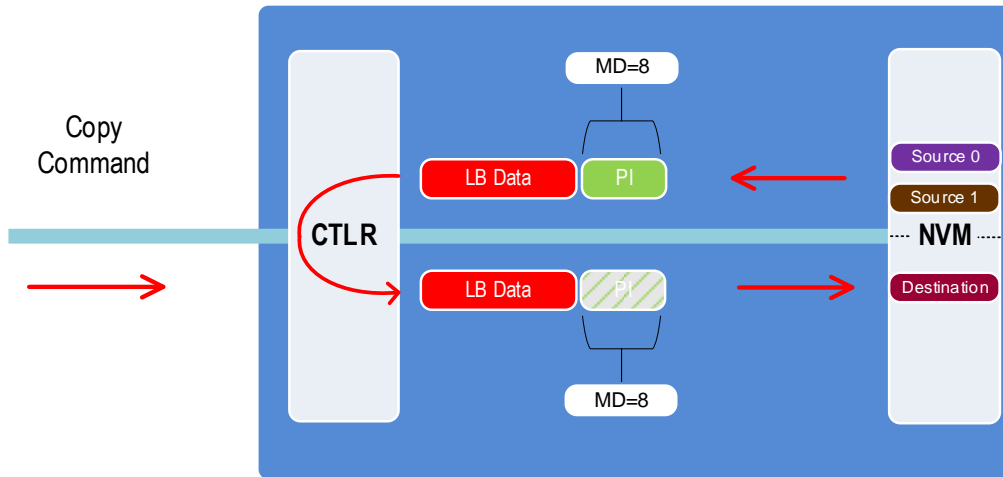 MD=8
Copy
Command
LB Data
PI
Source 0
Source 1
CTLR
NVM
LB Data
PI
Destination
MD=8